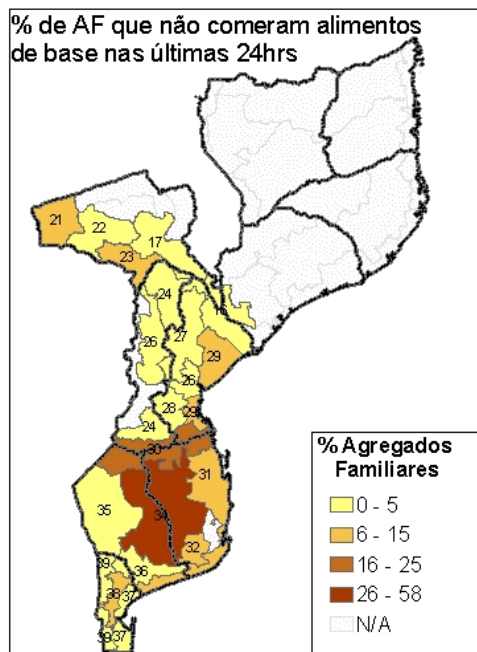 % de AF que não comeram alimentos
de base nas últimas 24hrs
21
22
17
23
24
16
27
26
29
26
28
29
24
30
31
35
34
32
39
36
38
37
39
37
% Agregados
Familiares
0 - 5
6 - 15
16 - 25
26 - 58
N/A